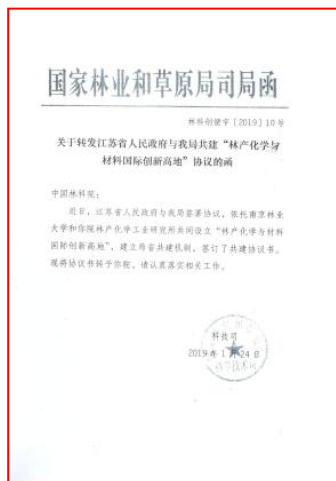 国家林业和草原局司局函
林科创便字〔2019〕10号
关于转发江苏省人民政府与我局共建“林产化学与
材料国际创新高地”协议的函
中国林科院：
近日，江苏省人民政府与我局签署协议，依托南京林业
大学和你院林产化学工业研究所共同设立“林产化学与材料
国际创新高地”，建立局省共建机制，签订了共建协议书。
现将协议书转予你院，请认真落实相关工作。
科技司
2019年1月24日